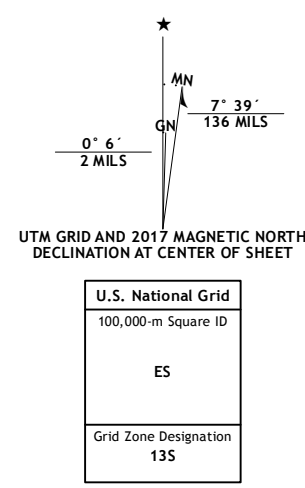 MN
GN
7° 39´
136 MILS
0° 6´
2 MILS
UTM GRID AND 2017 MAGNETIC NORTH
DECLINATION AT CENTER OF SHEET
U.S. National Grid
100,000-m Square ID
ES
Grid Zone Designation
13S